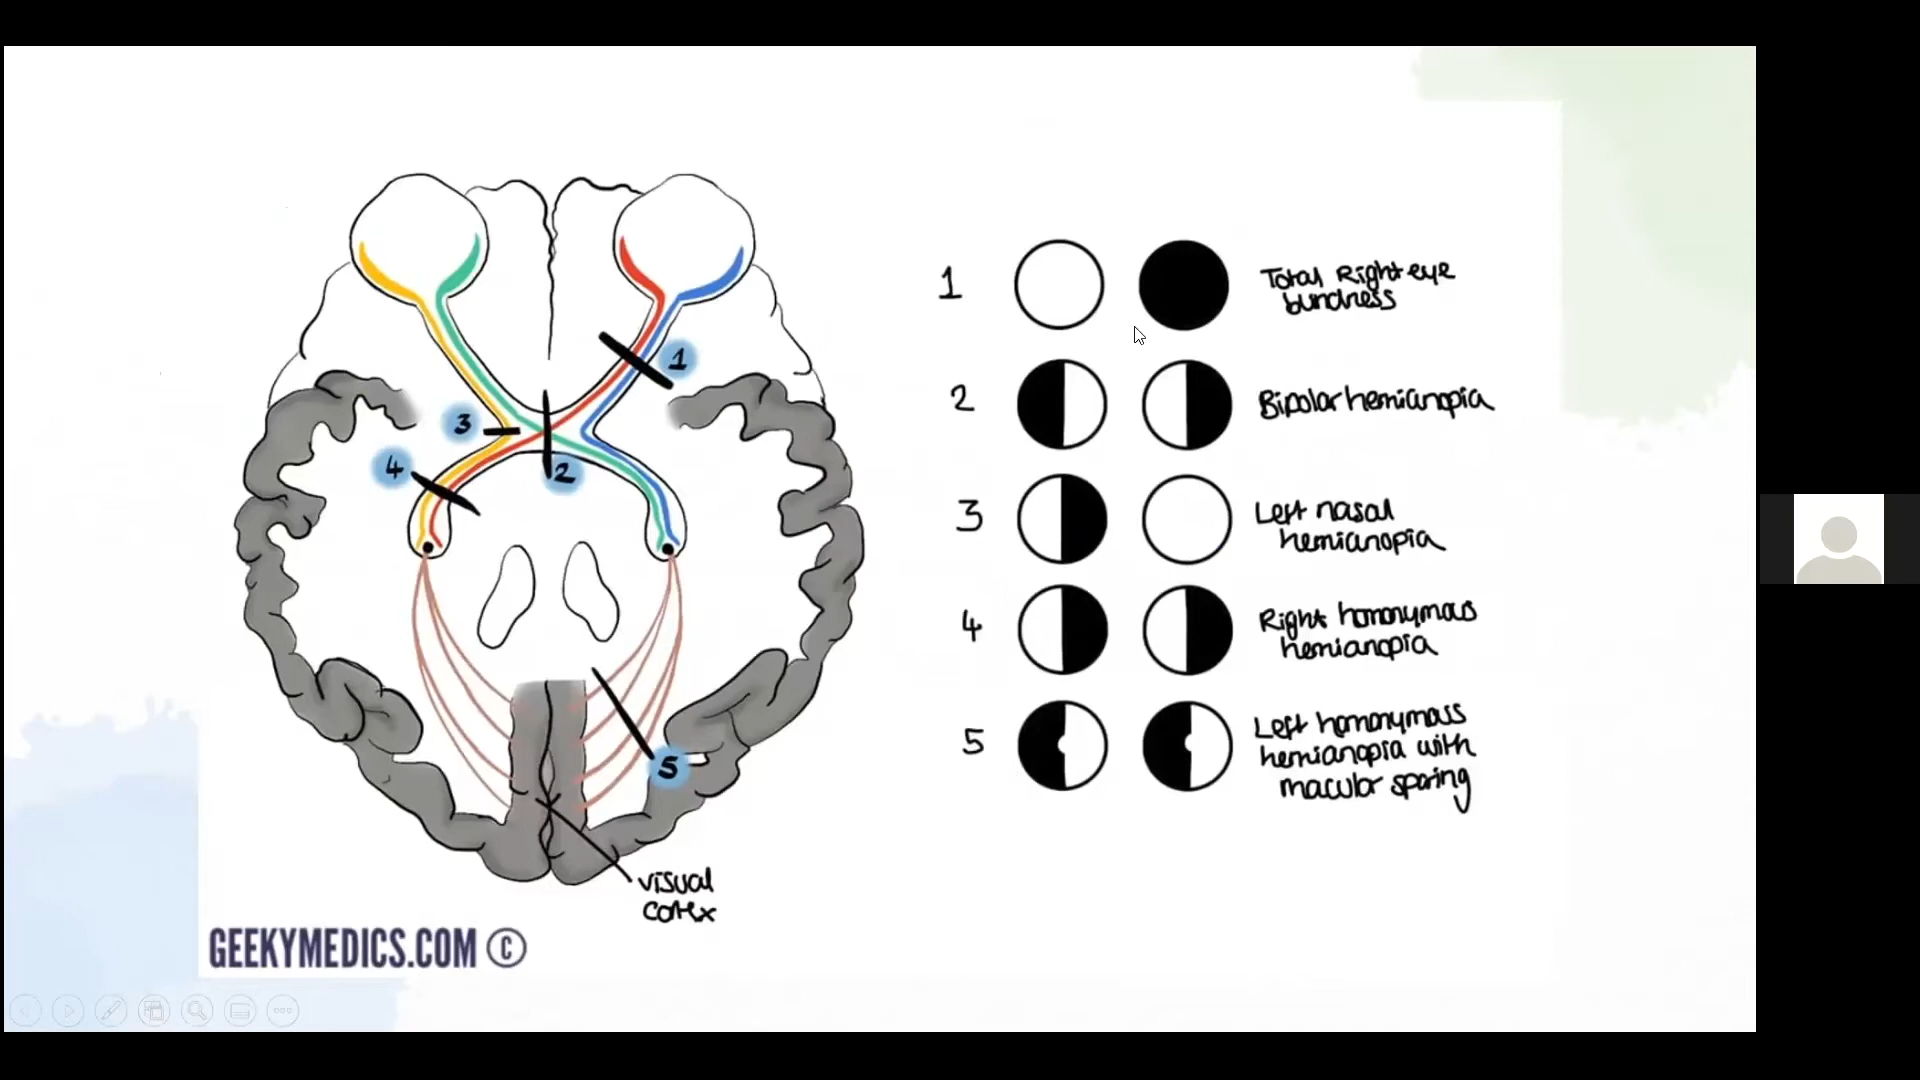 1
Total Right eye
blindness
2
Bipolar hemianopia
3
Left nasal
hemianopia
4
Right homonymous
hemianopia
5
Left homonymoss
hemianopia with
macular sparing
1
3
4
2
5
visual
cortex
GEEKYMEDICS.COM ©